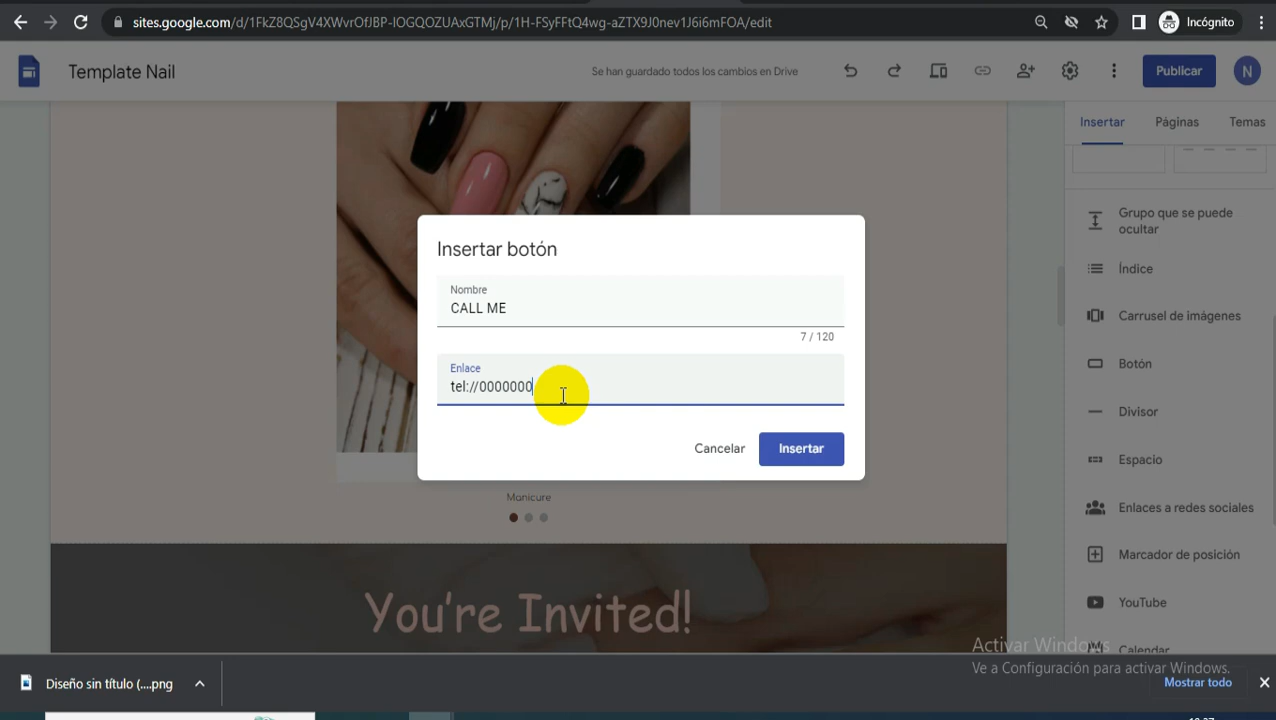 sites.google.com/d/1FkZ8QSgV4XWvrOfJBP-IOGQOZUAxGTMj/p/1H-FSyFFtQ4wg-aZTX9J0nev1J6i6mFOA/edit
Incógnito
Template Nail
Se han guardado todos los cambios en Drive
Publicar
N
Insertar
Páginas
Temas
Grupo que se puede
ocultar
Índice
Carrusel de imágenes
Botón
Divisor
Espacio
Enlaces a redes sociales
Marcador de posición
YouTube
Calendar
Insertar botón
Nombre
CALL ME
7 / 120
Enlace
tel://0000000
Cancelar
Insertar
Manicure
You're Invited!
Activar Windows
Ve a Configuración para activar Windows.
Diseño sin título (....png
Mostrar todo